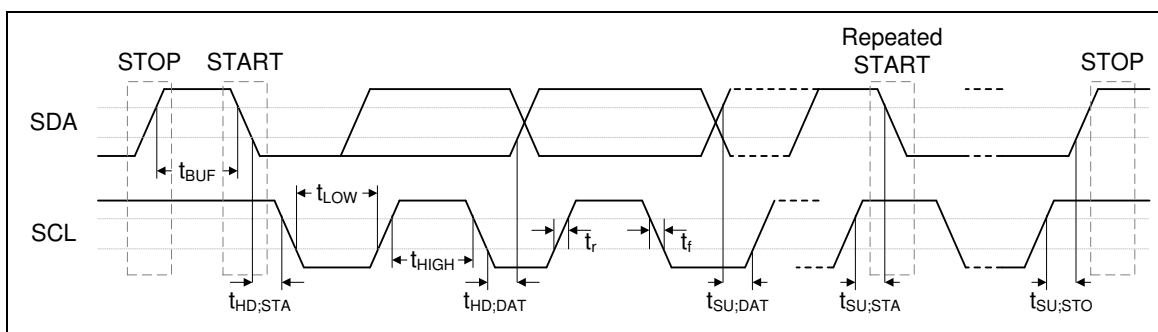 Repeated
STOP START START STOP
SDA
tBUF
tLOW
SCL
tHIGH tr tf
tHD;STA tHD;DAT tSU;DAT tSU;STA tSU;STO